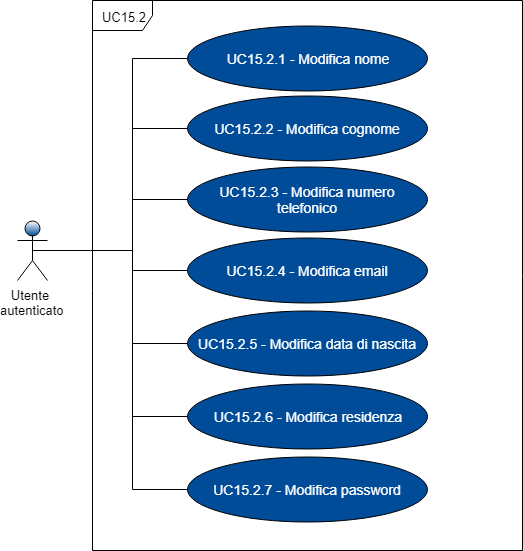 UC15.2
UC15.2.1 - Modifica nome
UC15.2.2 - Modifica cognome
UC15.2.3 - Modifica numero
telefonico
UC15.2.4 - Modifica email
UC15.2.5 - Modifica data di nascita
UC15.2.6 - Modifica residenza
UC15.2.7 - Modifica password
Utente
autenticato